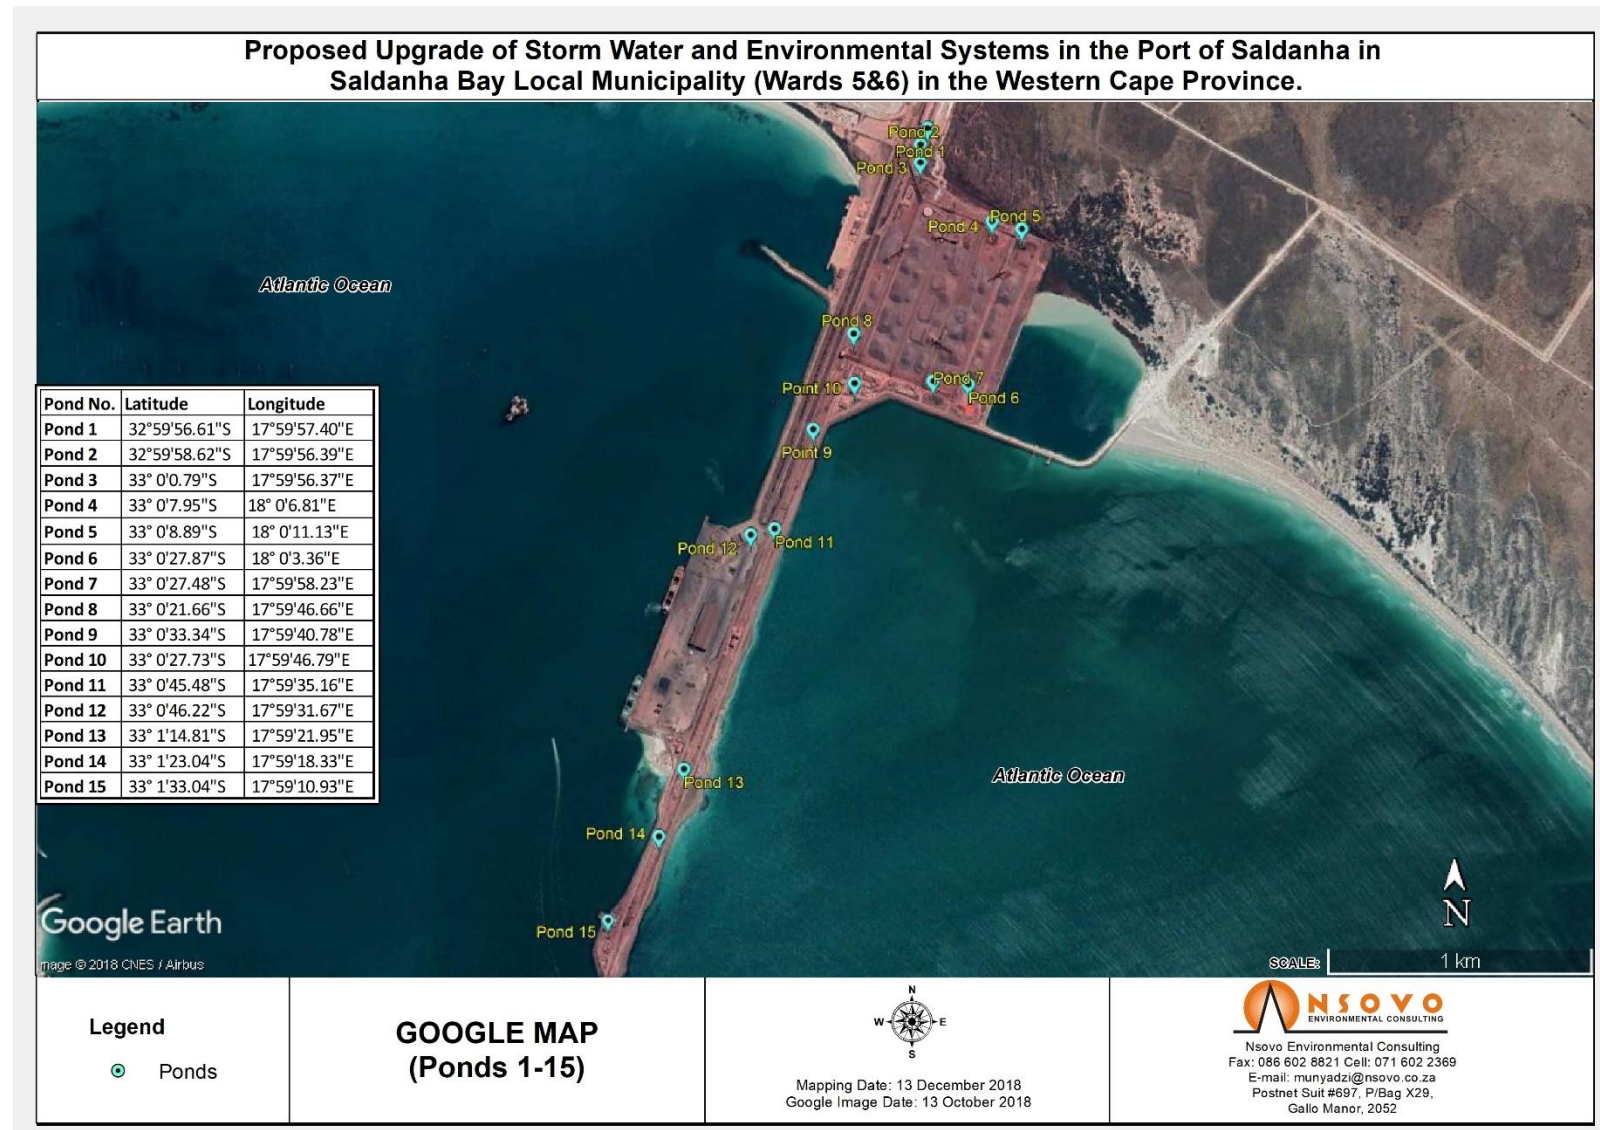 Proposed Upgrade of Storm Water and Environmental Systems in the Port of Saldanha in
Saldanha Bay Local Municipality (Wards 5&6) in the Western Cape Province.
Pond 2
Pond 1
Pond 3
Pond 5
Pond 4
Atlantic Ocean
Pond 8
Pond 7
Point 10
Pond 6
Point 9
Pond 11
Pond 12
Atlantic Ocean
Pond 13
Pond 14
Pond 15
Pond No. Latitude Longitude
Pond 1 32°59'56.61"S 17°59'57.40"E
Pond 2 32°59'58.62"S 17°59'56.39"E
Pond 3 33° 0'0.79"S 17°59'56.37"E
Pond 4 33° 0'7.95"S 18° 0'6.81"E
Pond 5 33° 0'8.89"S 18° 0'11.13"E
Pond 6 33° 0'27.87"S 18° 0'3.36"E
Pond 7 33° 0'27.48"S 17°59'58.23"E
Pond 8 33° 0'21.66"S 17°59'46.66"E
Pond 9 33° 0'33.34"S 17°59'40.78"E
Pond 10 33° 0'27.73"S 17°59'46.79"E
Pond 11 33° 0'45.48"S 17°59'35.16"E
Pond 12 33° 0'46.22"S 17°59'31.67"E
Pond 13 33° 1'14.81"S 17°59'21.95"E
Pond 14 33° 1'23.04"S 17°59'18.33"E
Pond 15 33° 1'33.04"S 17°59'10.93"E
N
Google Earth
mage © 2018 CNES / Airbus
SCALE: 1 km
Legend
Ponds
GOOGLE MAP
(Ponds 1-15)
N
W E
S
Mapping Date: 13 December 2018
Google Image Date: 13 October 2018
NSOVO
ENVIRONMENTAL CONSULTING
Nsovo Environmental Consulting
Fax: 086 602 8821 Cell: 071 602 2369
E-mail: munyadzi@nsovo.co.za
Postnet Suit #697, P/Bag X29,
Gallo Manor, 2052